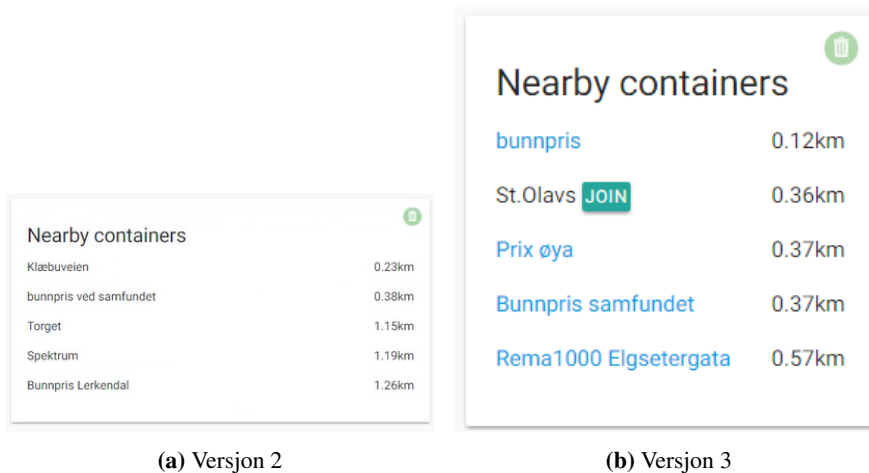 Nearby containers
Klæbuveien 0.23km
bunnpris ved samfundet 0.38km
Torget 1.15km
Spektrum 1.19km
Bunnpris Lerkendal 1.26km
(a) Versjon 2
Nearby containers
bunnpris 0.12km
St.Olavs JOIN 0.36km
Prix øya 0.37km
Bunnpris samfundet 0.37km
Rema1000 Elgsetergata 0.57km
(b) Versjon 3